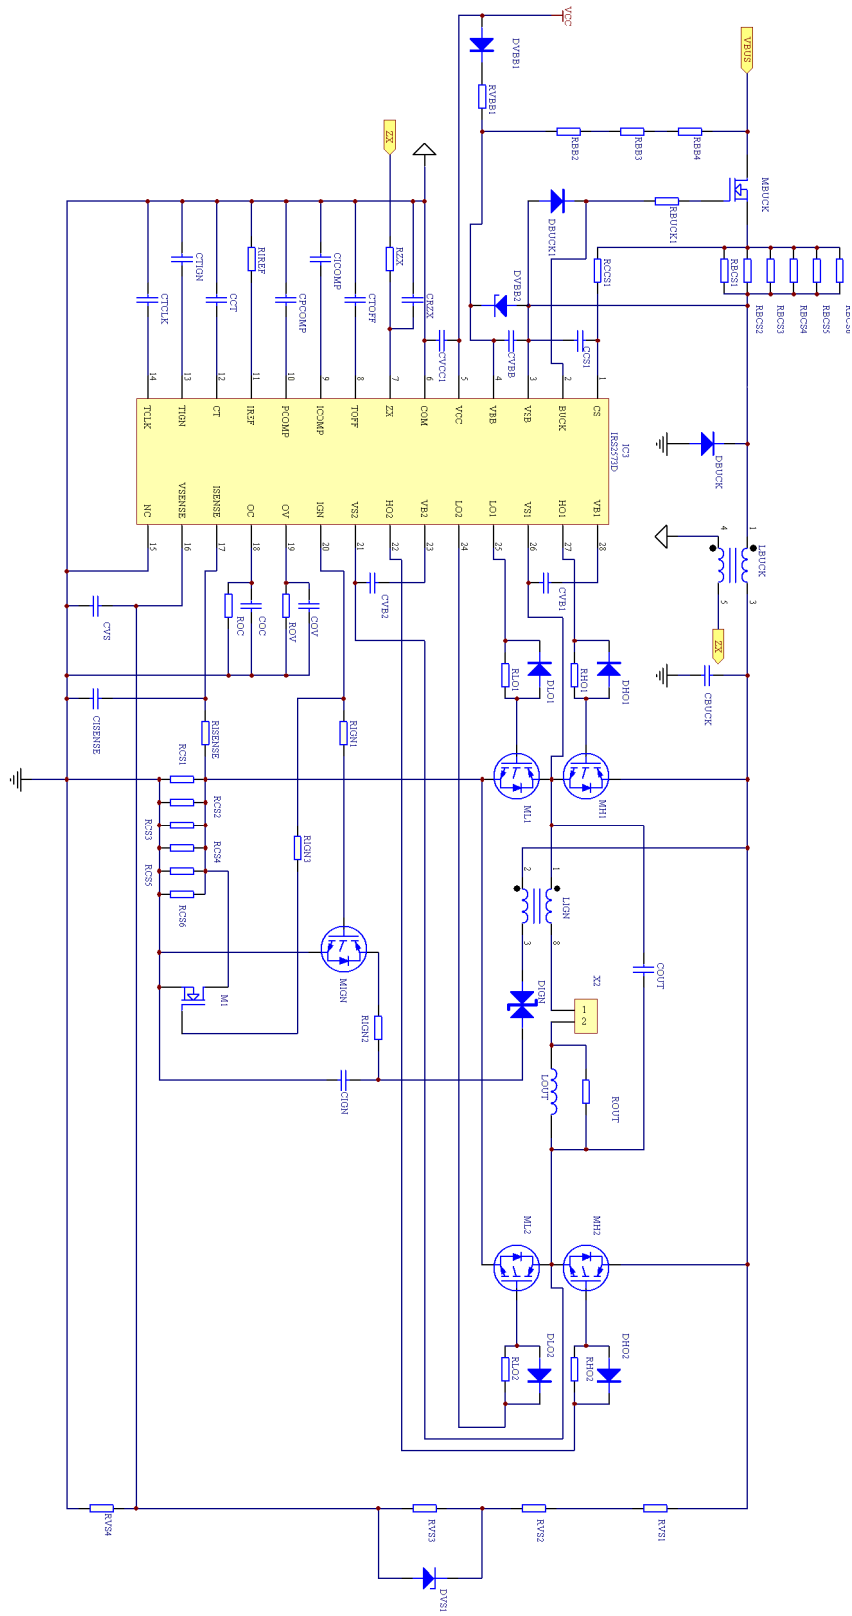 VCC
DVBB1
VBUS
RVBB1
ZX
RBB2
RBB3
RBB4
MBUCK
DBUCK1
RBUCK1
CTIGN
RIREF
CICOMP
RZX
RCCS1
RBCS1
RBCS2
RBCS3
RBCS4
RBCS5
CTCLK
CCT
CPCOMP
CTOFF
CRZX
DVBB2
CVCC1
CVBB
CCS1
14
13
12
11
10
9
8
7
6
5
4
3
2
1
TCLK
TIGN
CT
IREF
PCOMP
ICOMP
TOFF
ZX
COM
VCC
VBB
VSB
BUCK
CS
IC3
IRS2573D
NC
VSENSE
ISENSE
OC
OV
IGN
VS2
HO2
VB2
LO2
LO1
VS1
HO1
VB1
15
16
17
18
19
20
21
22
23
24
25
26
27
28
DBUCK
4
1
LBUCK
5
3
ZX
CVS
ROC
COC
ROV
COV
CVB2
CVB1
CBUCK
CISENSE
RISENSE
RIGN1
RLO1
DLO1
RHO1
DHO1
RCS1
RCS2
RCS3
RCS4
RCS5
RCS6
RIGN3
ML1
MH1
2
1
LIGN
3
8
MIGN
M1
RIGN2
CIGN
DIGN
X2
1
2
COUT
LOUT
ROUT
ML2
MH2
RLO2
DLO2
RHO2
DHO2
RVS4
RVS3
RVS2
RVS1
DVS1